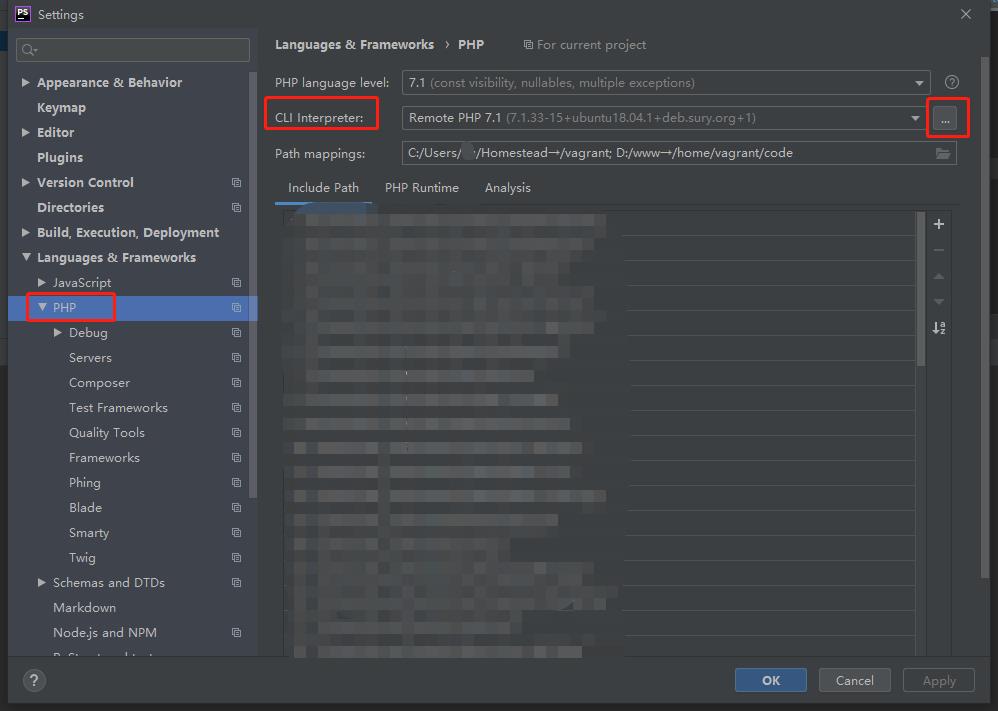 PS Settings
Languages & Frameworks › PHP For current project
PHP language level: 7.1 (const visibility, nullables, multiple exceptions) ?
CLI Interpreter: Remote PHP 7.1 (7.1.33-15+ubuntu18.04.1+deb.sury.org+1) ...
Path mappings: C:/Users/ /Homestead→/vagrant; D:/www→/home/vagrant/code
Include Path PHP Runtime Analysis
Appearance & Behavior
Keymap
Editor
Plugins
Version Control
Directories
Build, Execution, Deployment
Languages & Frameworks
JavaScript
PHP
Debug
Servers
Composer
Test Frameworks
Quality Tools
Frameworks
Phing
Blade
Smarty
Twig
Schemas and DTDs
Markdown
Node.js and NPM
? OK Cancel Apply